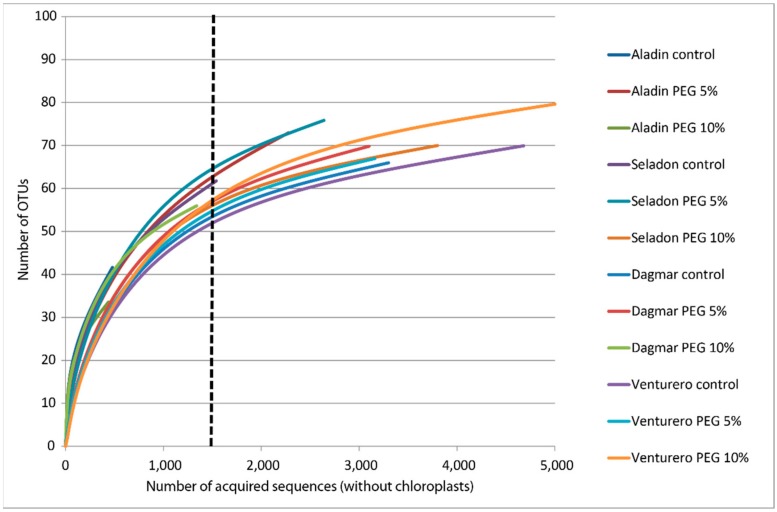 100
90
80
70
60
50
40
30
20
10
0
Number of OTUs
0
1,000
2,000
3,000
4,000
5,000
Number of acquired sequences (without chloroplasts)
Aladin control
Aladin PEG 5%
Aladin PEG 10%
Seladon control
Seladon PEG 5%
Seladon PEG 10%
Dagmar control
Dagmar PEG 5%
Dagmar PEG 10%
Venturero control
Venturero PEG 5%
Venturero PEG 10%